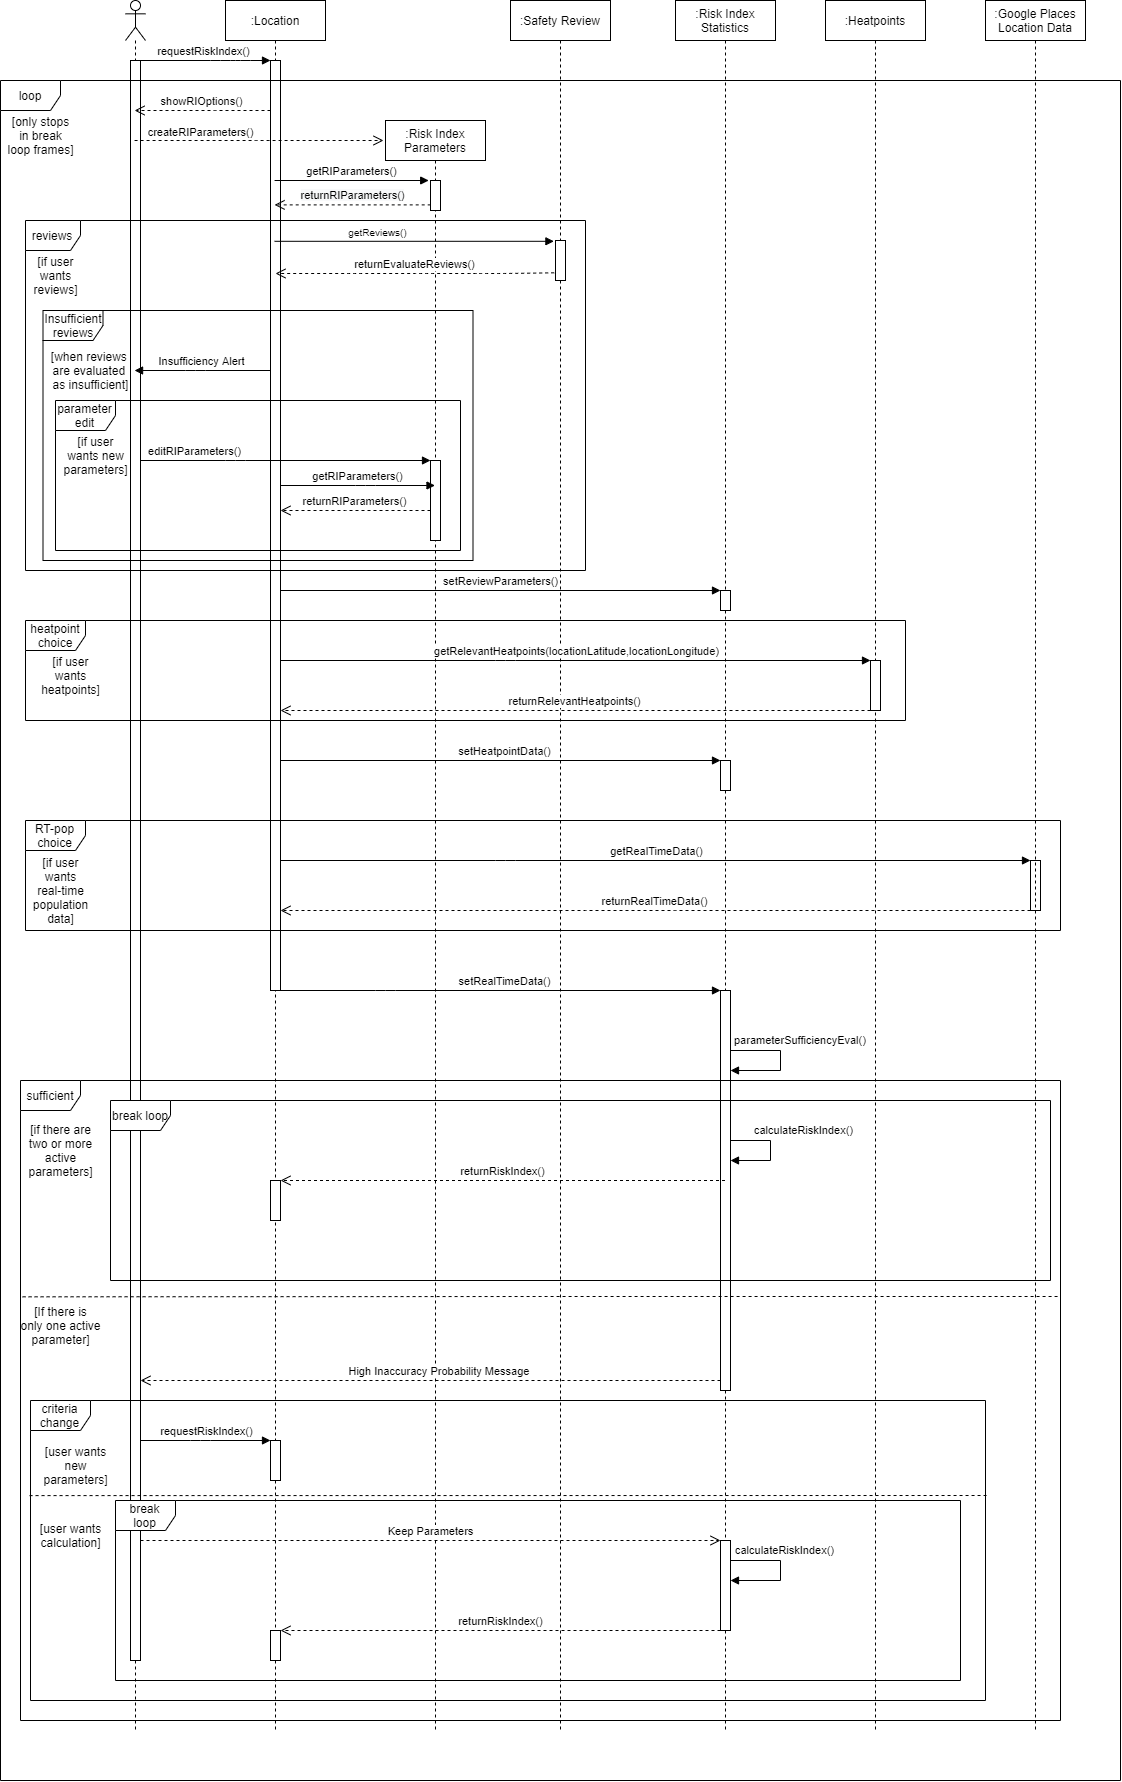 :Location
:Safety Review
:Risk Index
Statistics
:Heatpoints
:Google Places
Location Data
requestRiskIndex()
loop
[only stops
in break
loop frames]
showRIOptions()
createRIParameters()
:Risk Index
Parameters
getRIParameters()
returnRIParameters()
reviews
[if user
wants
reviews]
getReviews()
returnEvaluateReviews()
Insufficient
reviews
[when reviews
are evaluated
as insufficient]
Insufficiency Alert
parameter
edit
[if user
wants new
parameters]
editRIParameters()
getRIParameters()
returnRIParameters()
setReviewParameters()
heatpoint
choice
[if user
wants
heatpoints]
getRelevantHeatpoints(locationLatitude,locationLongitude)
returnRelevantHeatpoints()
setHeatpointData()
RT-pop
choice
[if user
wants
real-time
population
data]
getRealTimeData()
returnRealTimeData()
setRealTimeData()
parameterSufficiencyEval()
sufficient
[if there are
two or more
active
parameters]
break loop
calculateRiskIndex()
returnRiskIndex()
[If there is
only one active
parameter]
High Inaccuracy Probability Message
criteria
change
[user wants
new
parameters]
requestRiskIndex()
[user wants
calculation]
break
loop
Keep Parameters
calculateRiskIndex()
returnRiskIndex()